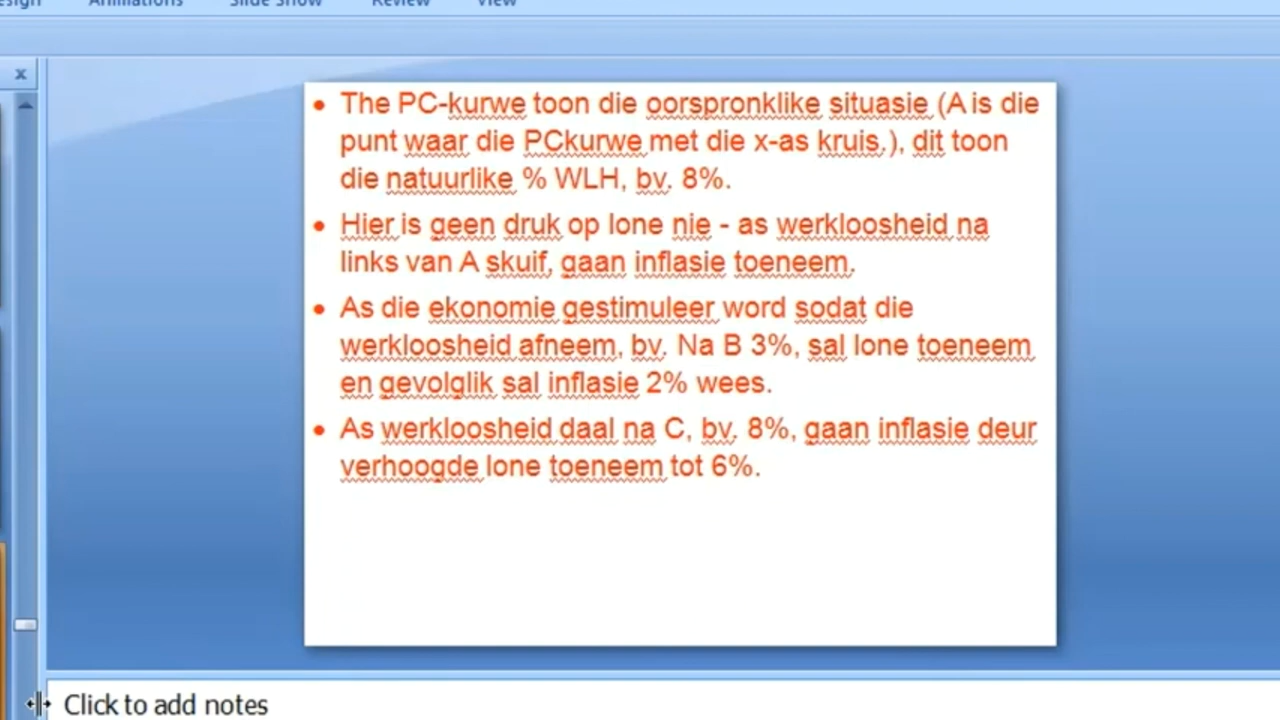 Animations Slide Show Review View
• The PC-kurwe toon die oorspronklike situasie (A is die
punt waar die PCkurwe met die x-as kruis.), dit toon
die natuurlike % WLH, bv. 8%.
• Hier is geen druk op lone nie - as werkloosheid na
links van A skuif, gaan inflasie toeneem.
• As die ekonomie gestimuleer word sodat die
werkloosheid afneem, bv. Na B 3%, sal lone toeneem
en gevolglik sal inflasie 2% wees.
• As werkloosheid daal na C, bv. 8%, gaan inflasie deur
verhoogde lone toeneem tot 6%.
Click to add notes